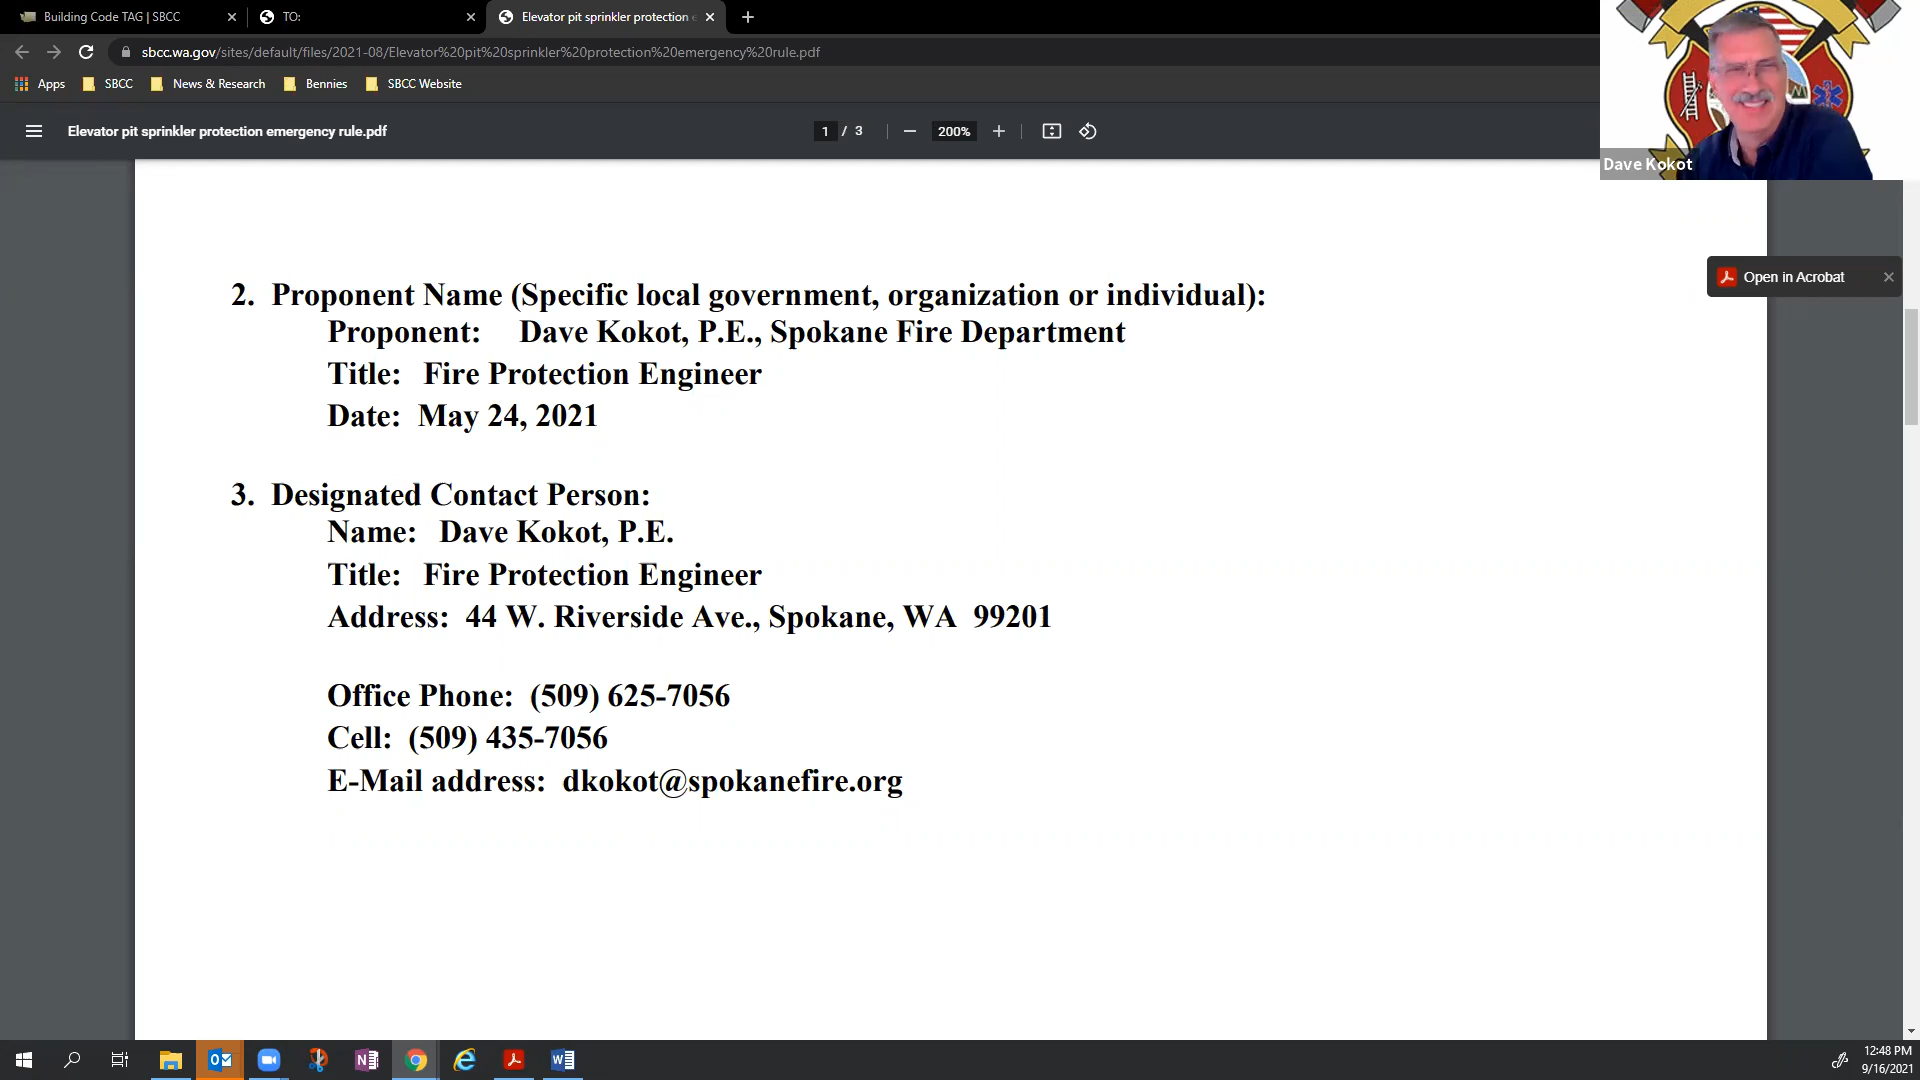 Building Code TAG | SBCC
TO:
Elevator pit sprinkler protection e
sbcc.wa.gov/sites/default/files/2021-08/Elevator%20pit%20sprinkler%20protection%20emergency%20rule.pdf
Apps
SBCC
News & Research
Bennies
SBCC Website
Elevator pit sprinkler protection emergency rule.pdf
1 / 3
200%
Dave Kokot
Open in Acrobat
2. Proponent Name (Specific local government, organization or individual):
Proponent: Dave Kokot, P.E., Spokane Fire Department
Title: Fire Protection Engineer
Date: May 24, 2021
3. Designated Contact Person:
Name: Dave Kokot, P.E.
Title: Fire Protection Engineer
Address: 44 W. Riverside Ave., Spokane, WA 99201
Office Phone: (509) 625-7056
Cell: (509) 435-7056
E-Mail address: dkokot@spokanefire.org
12:48 PM
9/16/2021